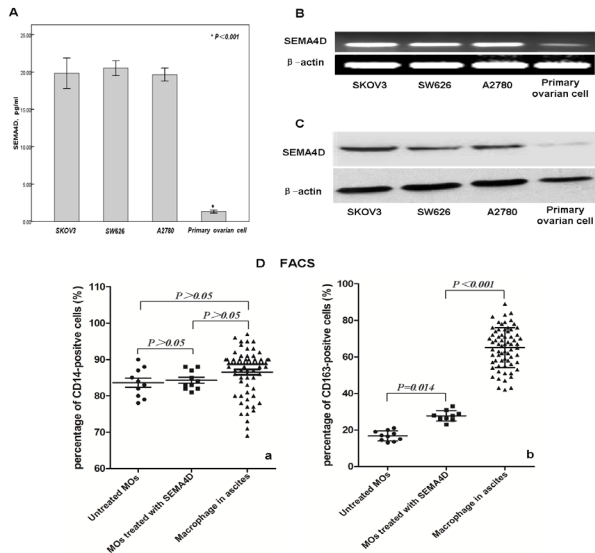 A
* P<0.001
SEMA4D, pg/ml
25.00
20.00
15.00
10.00
5.00
0.00
*
SKOV3 SW626 A2780 Primary ovarian cell
B
SEMA4D
β-actin
SKOV3 SW626 A2780 Primary
ovarian cell
C
SEMA4D
β-actin
SKOV3 SW626 A2780 Primary
ovarian cell
D FACS
percentage of CD14-positve cells (%)
110
100
90
80
70
60
P>0.05
P>0.05
P>0.05
a
Untreated MOs
MOs treated with SEMA4D
Macrophage in ascites
percentage of CD163-positve cells (%)
100
80
60
40
20
0
P<0.001
P=0.014
b
Untreated MOs
MOs treated with SEMA4D
Macrophage in ascites